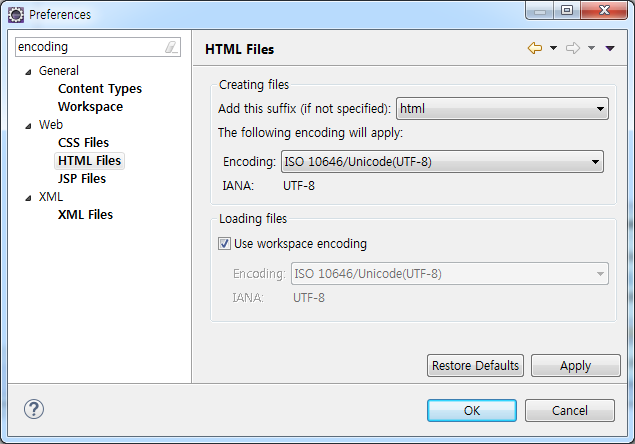 Preferences
encoding
General
Content Types
Workspace
Web
CSS Files
HTML Files
JSP Files
XML
XML Files
HTML Files
Creating files
Add this suffix (if not specified): html
The following encoding will apply:
Encoding: ISO 10646/Unicode(UTF-8)
IANA: UTF-8
Loading files
Use workspace encoding
Encoding: ISO 10646/Unicode(UTF-8)
IANA: UTF-8
Restore Defaults Apply
? OK Cancel